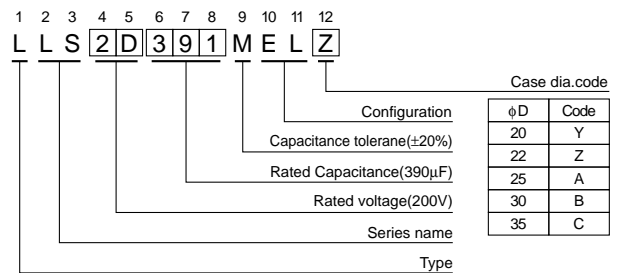 1 2 3 4 5 6 7 8 9 10 11 12
L L S 2 D 3 9 1 M E L Z
Case dia.code
Configuration
Capacitance tolerane(±20%)
Rated Capacitance(390μF)
Rated voltage(200V)
Series name
Type
φD Code
20 Y
22 Z
25 A
30 B
35 C